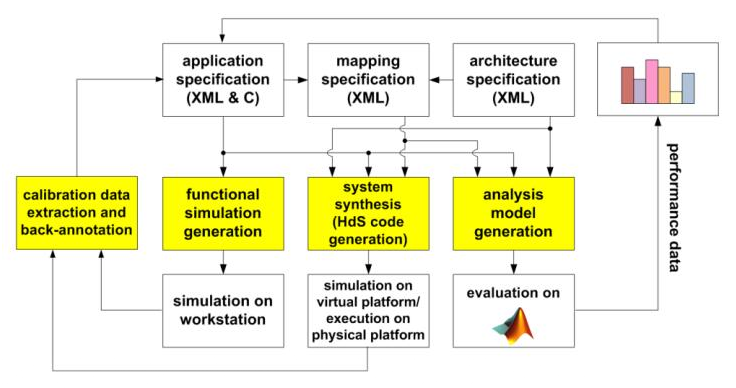 application
specification
(XML & C)
mapping
specification
(XML)
architecture
specification
(XML)
calibration data
extraction and
back-annotation
functional
simulation
generation
system
synthesis
(HdS code
generation)
analysis
model
generation
performance data
simulation on
workstation
simulation on
virtual platform/
execution on
physical platform
evaluation on